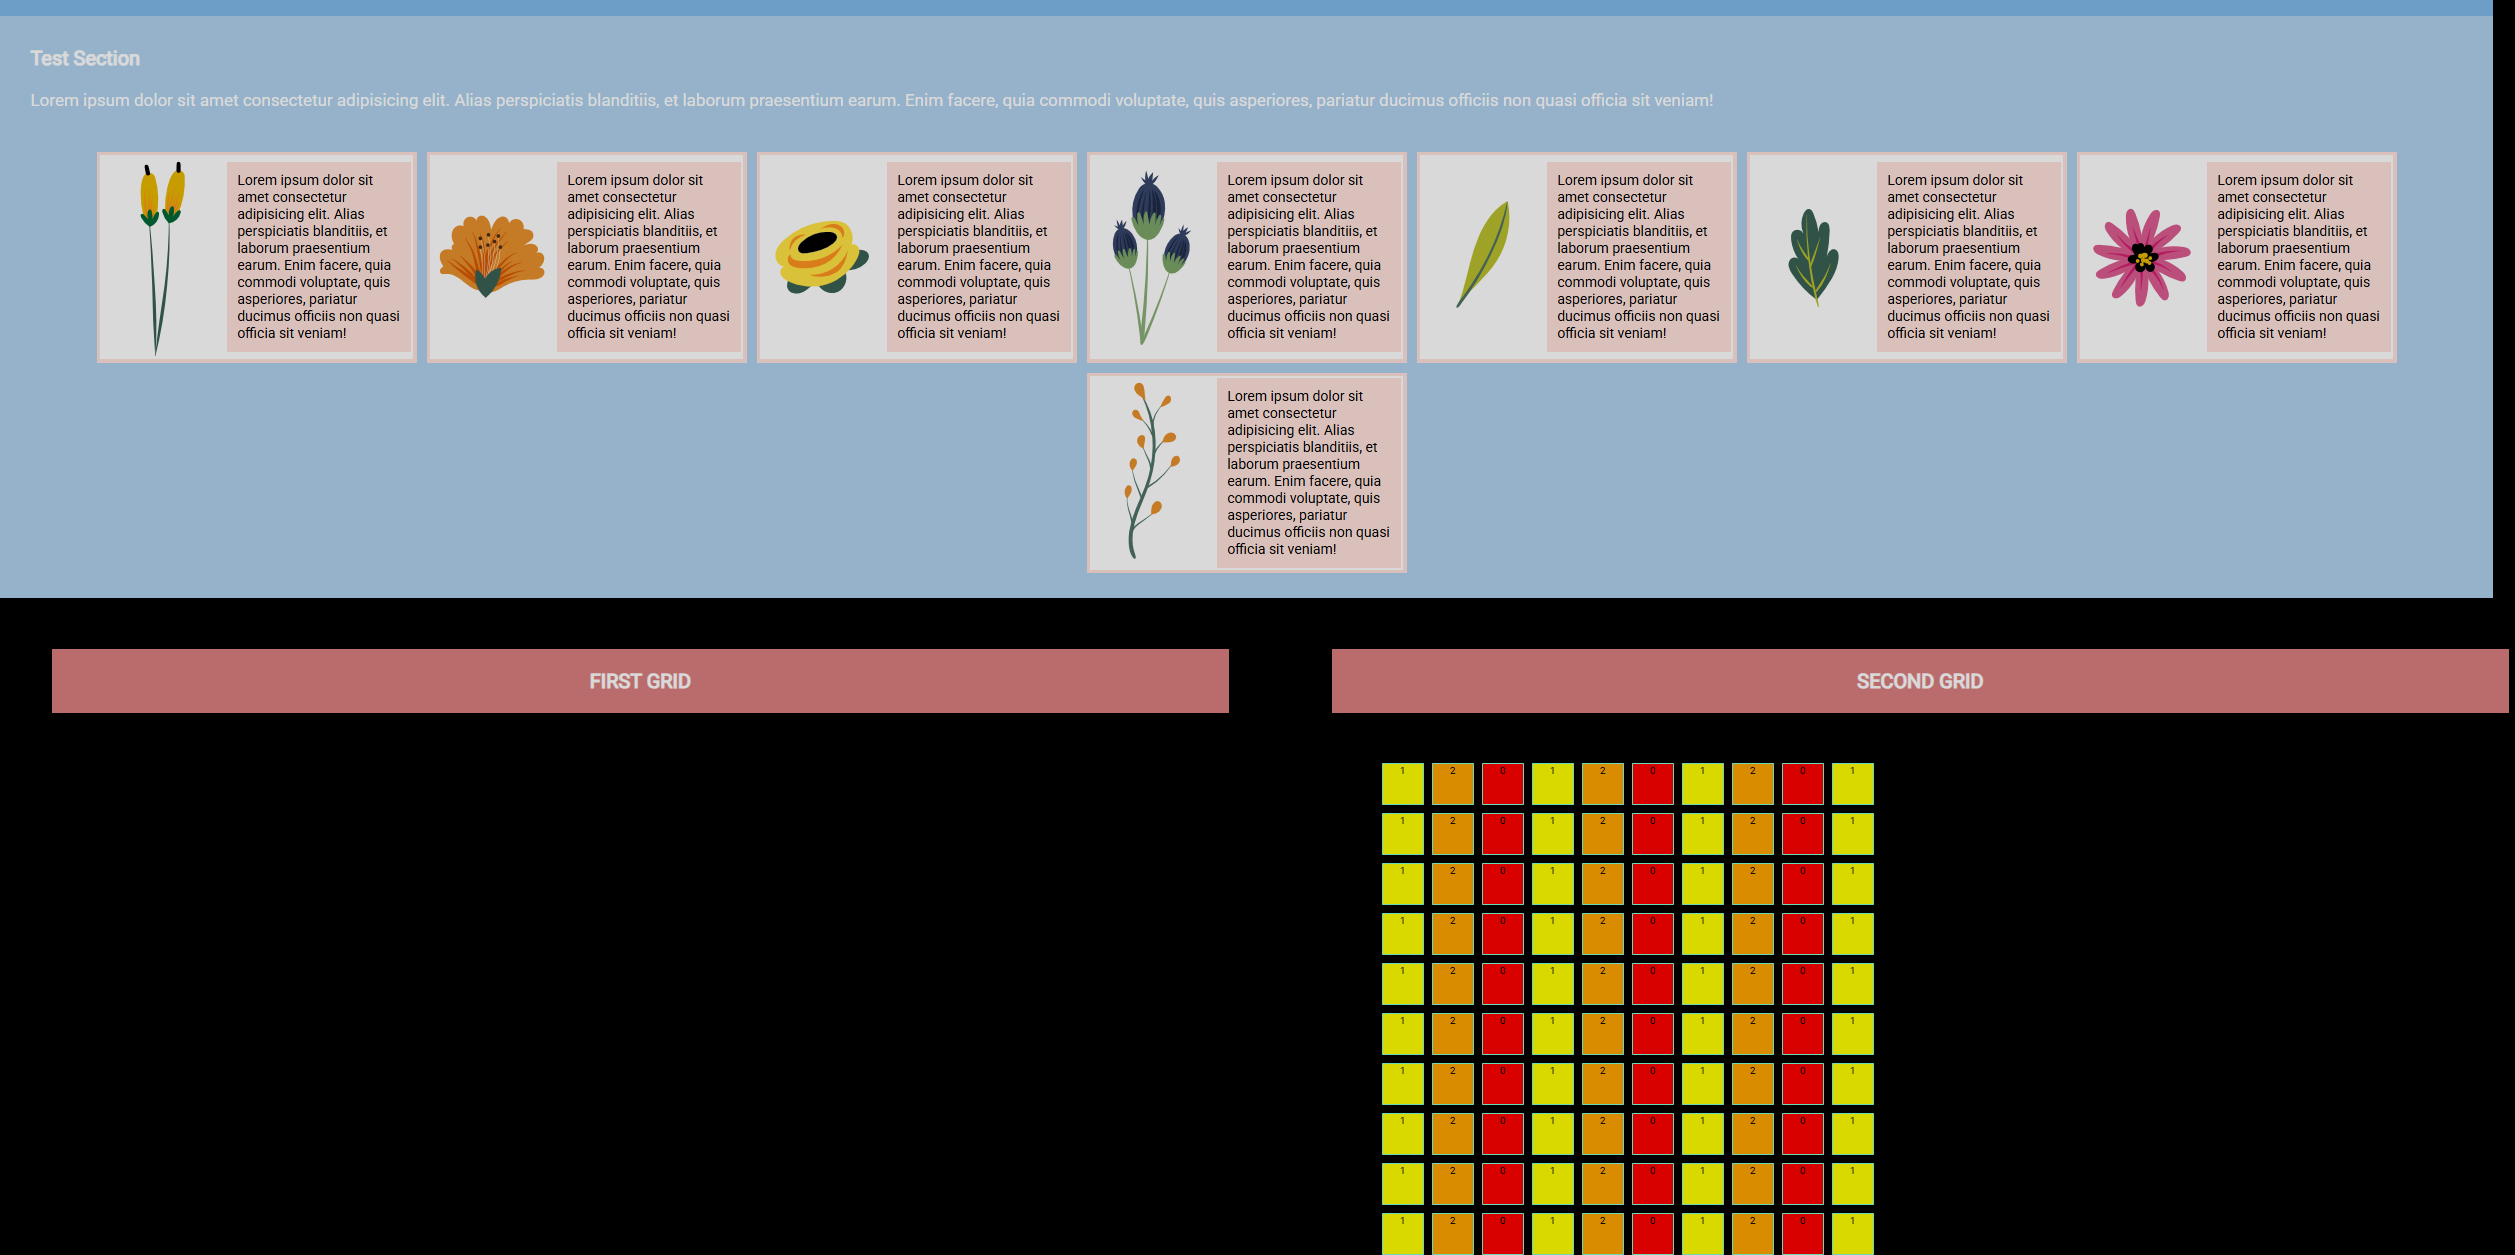 Test Section
Lorem ipsum dolor sit amet consectetur adipisicing elit. Alias perspiciatis blanditiis, et laborum praesentium earum. Enim facere, quia commodi voluptate, quis asperiores, pariatur ducimus officiis non quasi officia sit veniam!
Lorem ipsum dolor sit
amet consectetur
adipisicing elit. Alias
perspiciatis blanditiis, et
laborum praesentium
earum. Enim facere, quia
commodi voluptate, quis
asperiores, pariatur
ducimus officiis non quasi
officia sit veniam!
Lorem ipsum dolor sit
amet consectetur
adipisicing elit. Alias
perspiciatis blanditiis, et
laborum praesentium
earum. Enim facere, quia
commodi voluptate, quis
asperiores, pariatur
ducimus officiis non quasi
officia sit veniam!
Lorem ipsum dolor sit
amet consectetur
adipisicing elit. Alias
perspiciatis blanditiis, et
laborum praesentium
earum. Enim facere, quia
commodi voluptate, quis
asperiores, pariatur
ducimus officiis non quasi
officia sit veniam!
Lorem ipsum dolor sit
amet consectetur
adipisicing elit. Alias
perspiciatis blanditiis, et
laborum praesentium
earum. Enim facere, quia
commodi voluptate, quis
asperiores, pariatur
ducimus officiis non quasi
officia sit veniam!
Lorem ipsum dolor sit
amet consectetur
adipisicing elit. Alias
perspiciatis blanditiis, et
laborum praesentium
earum. Enim facere, quia
commodi voluptate, quis
asperiores, pariatur
ducimus officiis non quasi
officia sit veniam!
Lorem ipsum dolor sit
amet consectetur
adipisicing elit. Alias
perspiciatis blanditiis, et
laborum praesentium
earum. Enim facere, quia
commodi voluptate, quis
asperiores, pariatur
ducimus officiis non quasi
officia sit veniam!
Lorem ipsum dolor sit
amet consectetur
adipisicing elit. Alias
perspiciatis blanditiis, et
laborum praesentium
earum. Enim facere, quia
commodi voluptate, quis
asperiores, pariatur
ducimus officiis non quasi
officia sit veniam!
Lorem ipsum dolor sit
amet consectetur
adipisicing elit. Alias
perspiciatis blanditiis, et
laborum praesentium
earum. Enim facere, quia
commodi voluptate, quis
asperiores, pariatur
ducimus officiis non quasi
officia sit veniam!
FIRST GRID
SECOND GRID
1 2 0 1 2 0 1 2 0 1
1 2 0 1 2 0 1 2 0 1
1 2 0 1 2 0 1 2 0 1
1 2 0 1 2 0 1 2 0 1
1 2 0 1 2 0 1 2 0 1
1 2 0 1 2 0 1 2 0 1
1 2 0 1 2 0 1 2 0 1
1 2 0 1 2 0 1 2 0 1
1 2 0 1 2 0 1 2 0 1
1 2 0 1 2 0 1 2 0 1